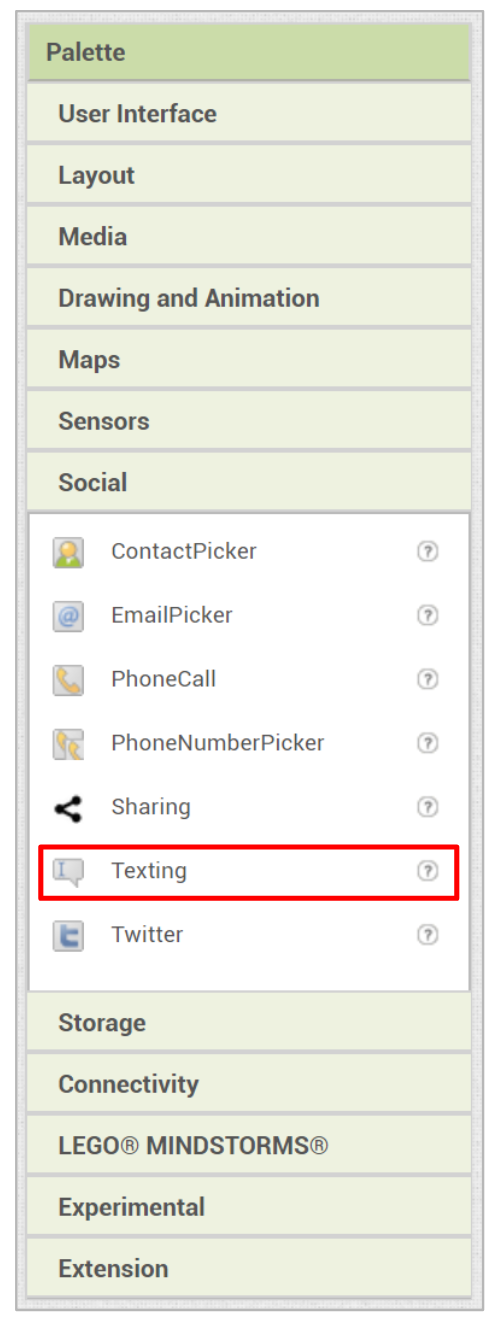 Palette
User Interface
Layout
Media
Drawing and Animation
Maps
Sensors
Social
ContactPicker ?
@ EmailPicker ?
PhoneCall ?
PhoneNumberPicker ?
Sharing ?
I Texting ?
t Twitter ?
Storage
Connectivity
LEGO® MINDSTORMS®
Experimental
Extension